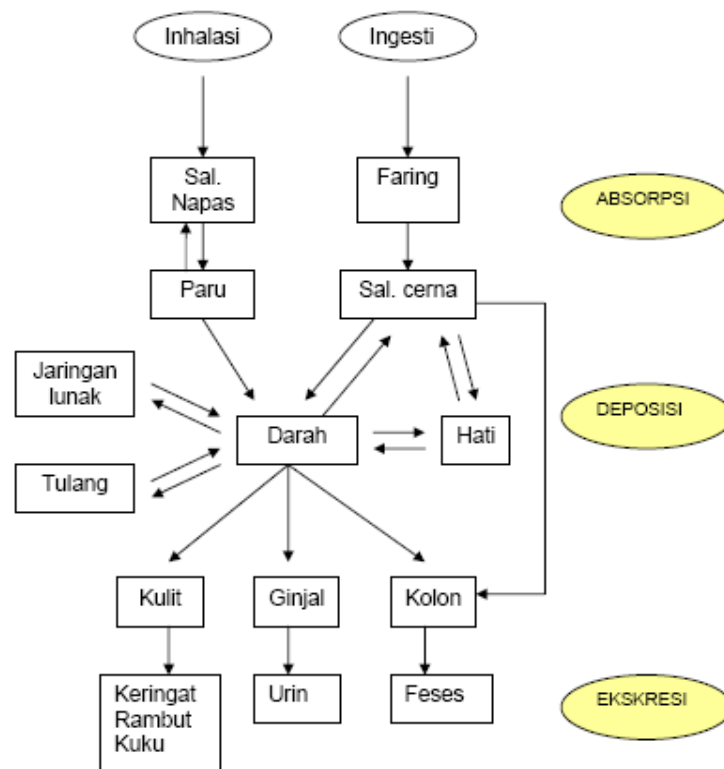 Inhalasi
Ingesti
Sal.
Napas
Faring
ABSORPSI
Paru
Sal. cerna
Jaringan
lunak
Darah
Hati
DEPOSISI
Tulang
Kulit
Ginjal
Kolon
Keringat
Rambut
Kuku
Urin
Feses
EKSKRESI